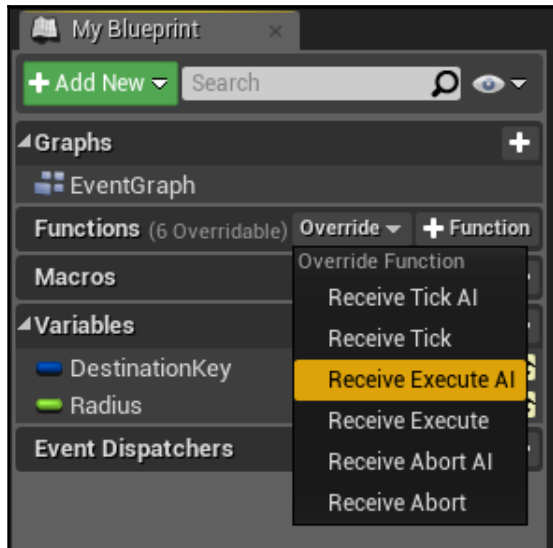 My Blueprint
Add New Search
Graphs
EventGraph
Functions (6 Overridable) Override Function
Override Function
Macros
Receive Tick AI
Variables
Receive Tick
DestinationKey
Receive Execute AI
Radius
Receive Execute
Event Dispatchers
Receive Abort AI
Receive Abort